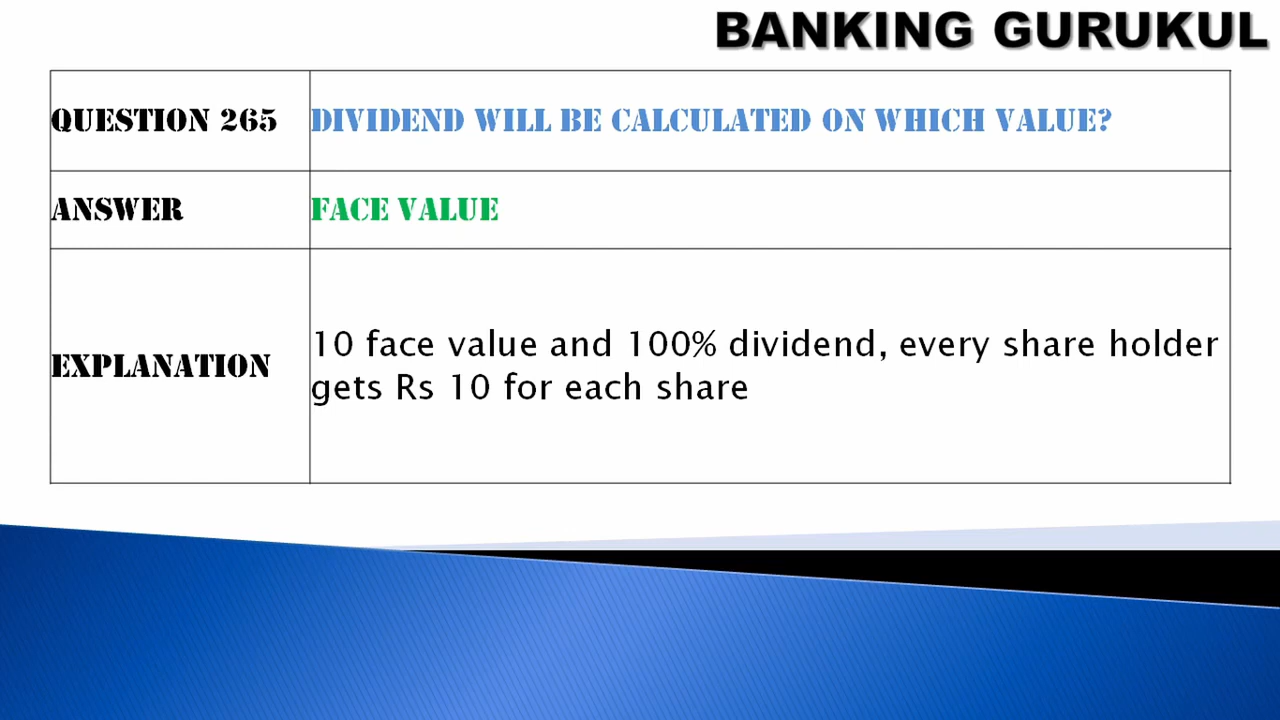 BANKING GURUKUL
QUESTION 265
DIVIDEND WILL BE CALCULATED ON WHICH VALUE?
ANSWER
FACE VALUE
EXPLANATION
10 face value and 100% dividend, every share holder
gets Rs 10 for each share